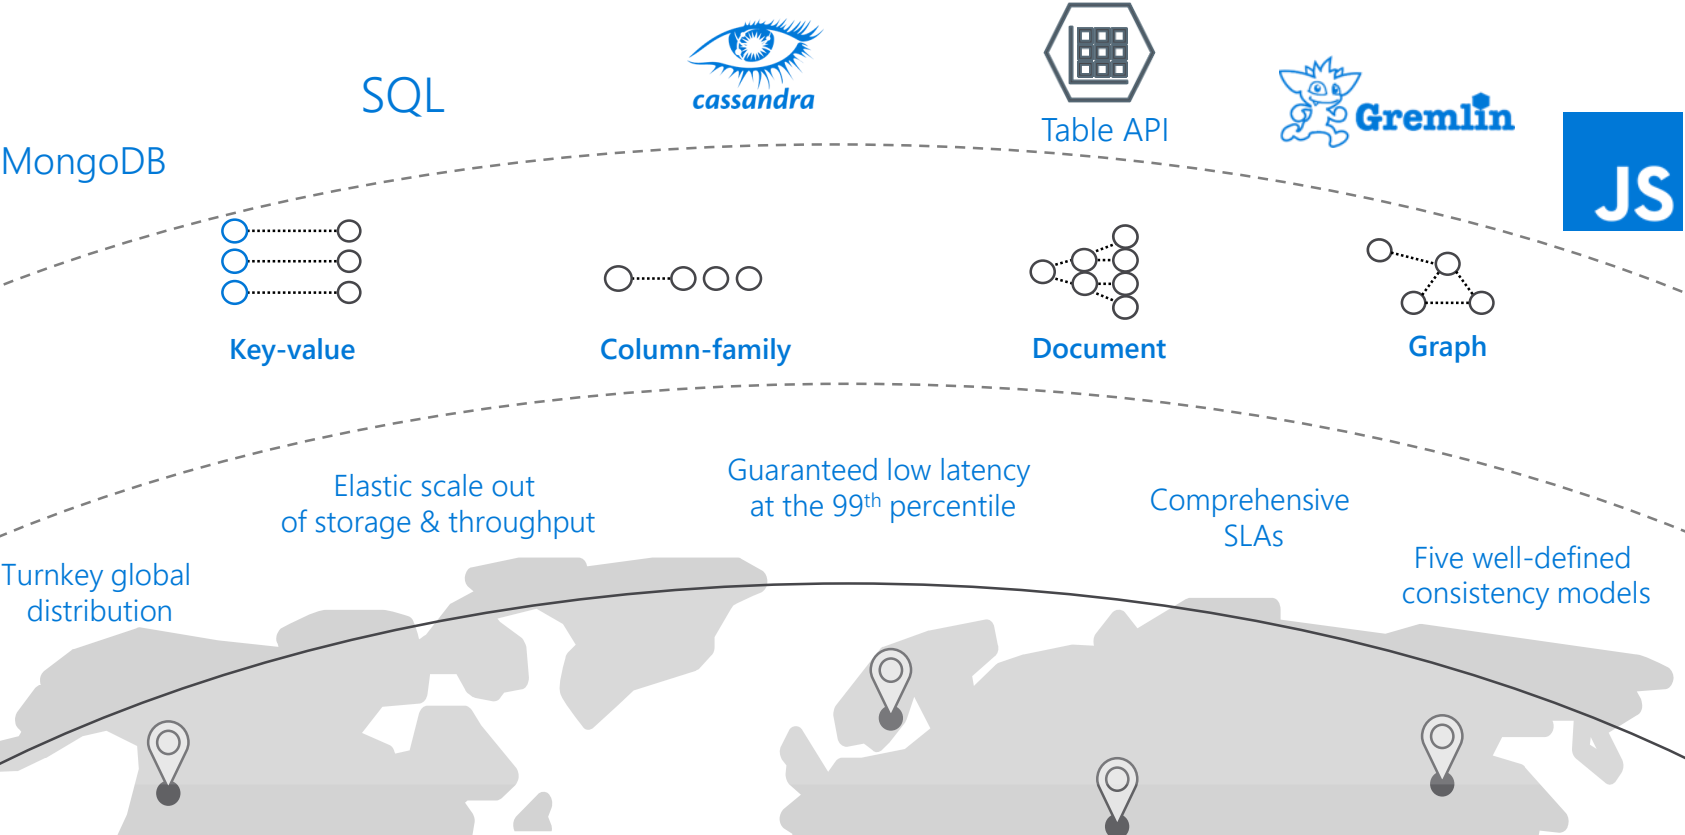 MongoDB
SQL
cassandra
Table API
Gremlin
JS
Key-value
Column-family
Document
Graph
Turnkey global
distribution
Elastic scale out
of storage & throughput
Guaranteed low latency
at the 99th percentile
Comprehensive
SLAs
Five well-defined
consistency models